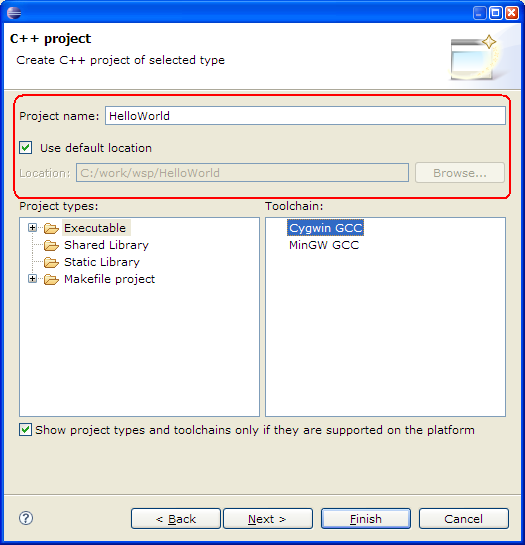 C++ project
Create C++ project of selected type
Project name: HelloWorld
Use default location
Location: C:/work/wsp/HelloWorld Browse...
Project types: Toolchain:
Executable Cygwin GCC
Shared Library MinGW GCC
Static Library
Makefile project
Show project types and toolchains only if they are supported on the platform
? < Back Next > Finish Cancel